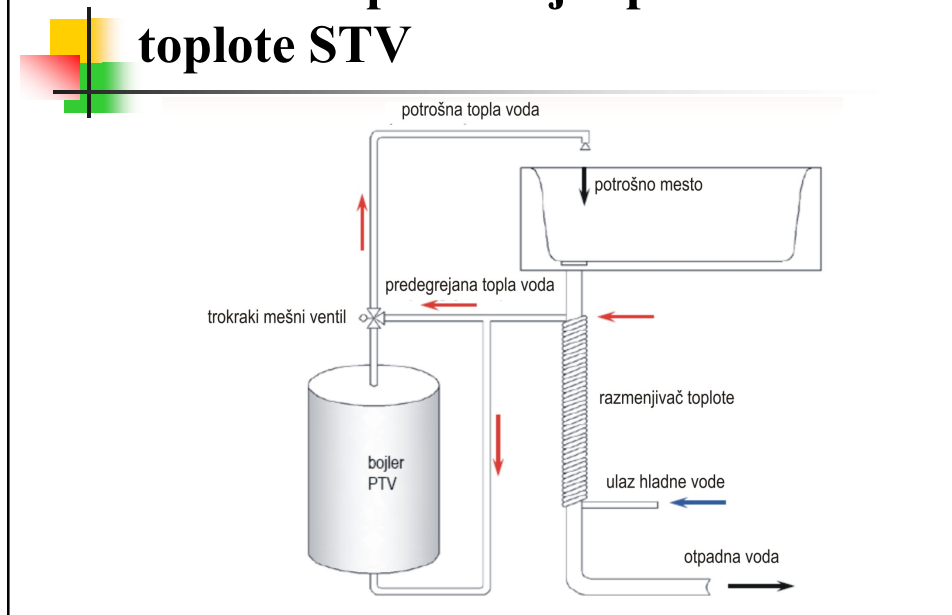 toplote STV
potrošna topla voda
potrošno mesto
predegrejana topla voda
trokraki mešni ventil
razmenjivač toplote
bojler
PTV
ulaz hladne vode
otpadna voda